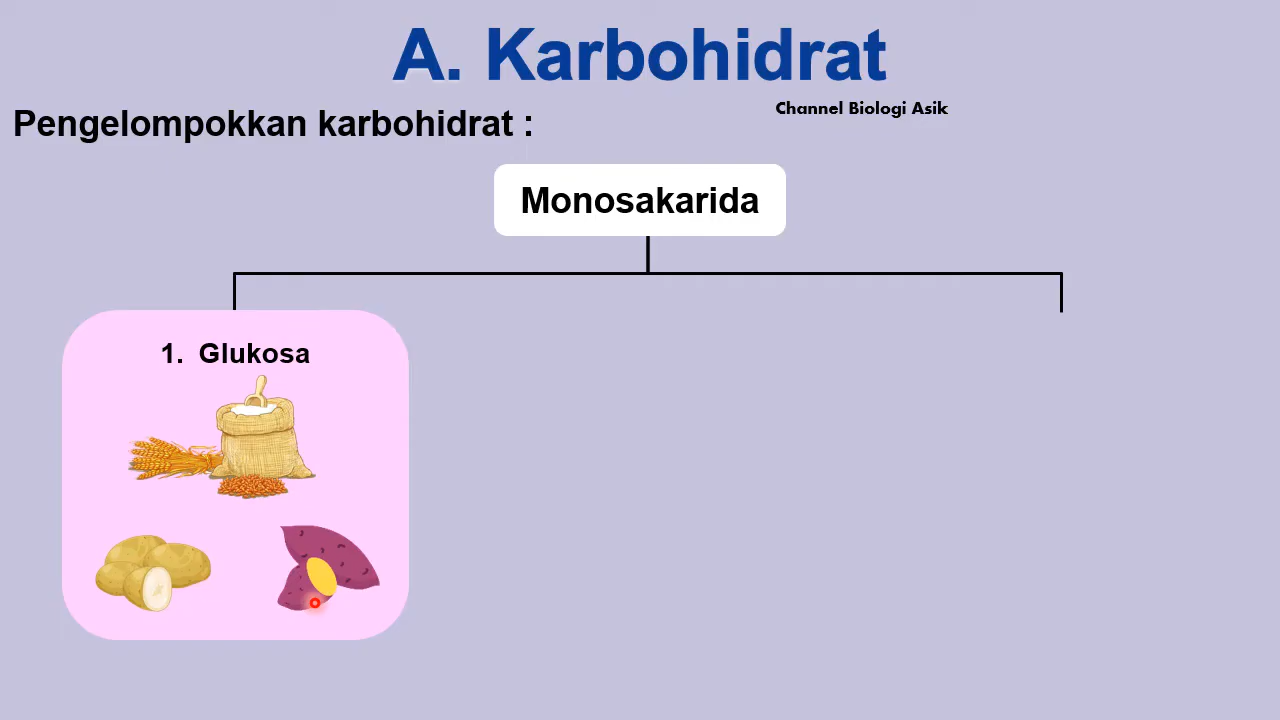 A. Karbohidrat
Channel Biologi Asik
Pengelompokkan karbohidrat :
Monosakarida
1. Glukosa